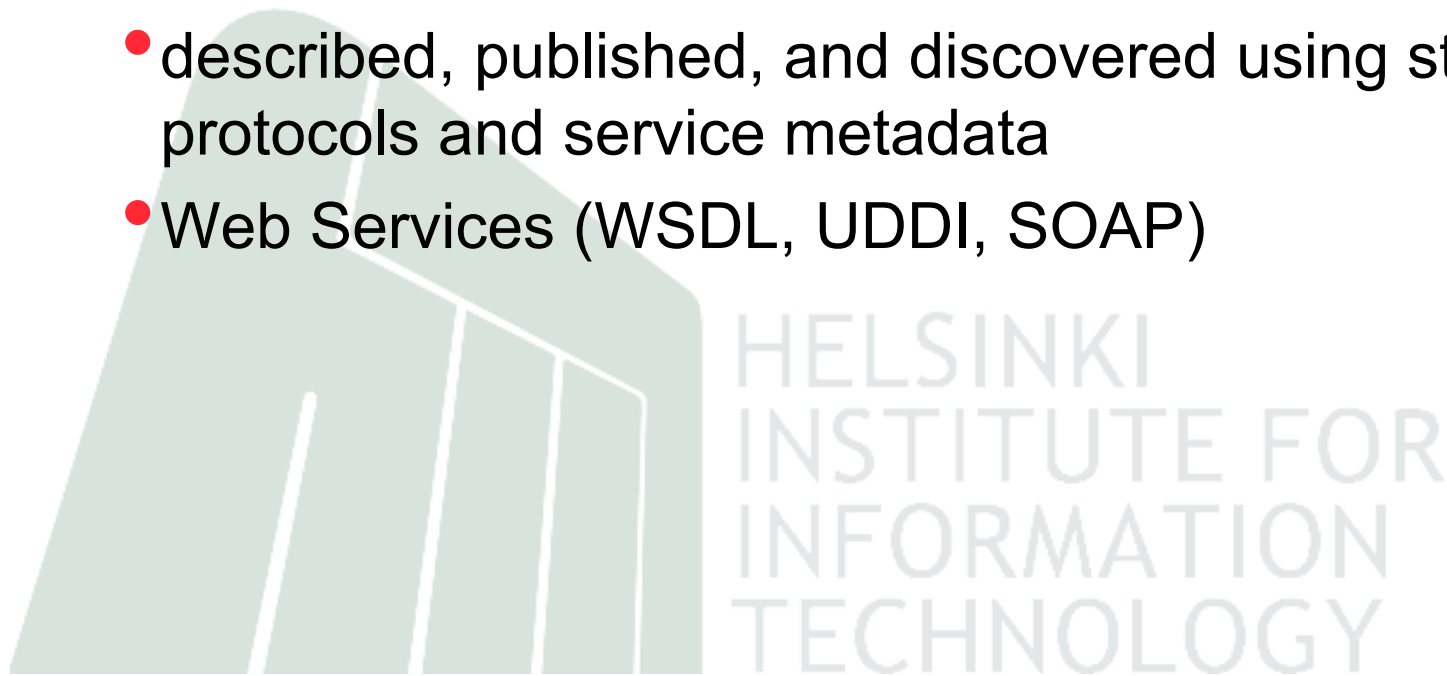 • described, published, and discovered using
protocols and service metadata
• Web Services (WSDL, UDDI, SOAP)
HELSINKI
INSTITUTE FOR
INFORMATION
TECHNOLOGY